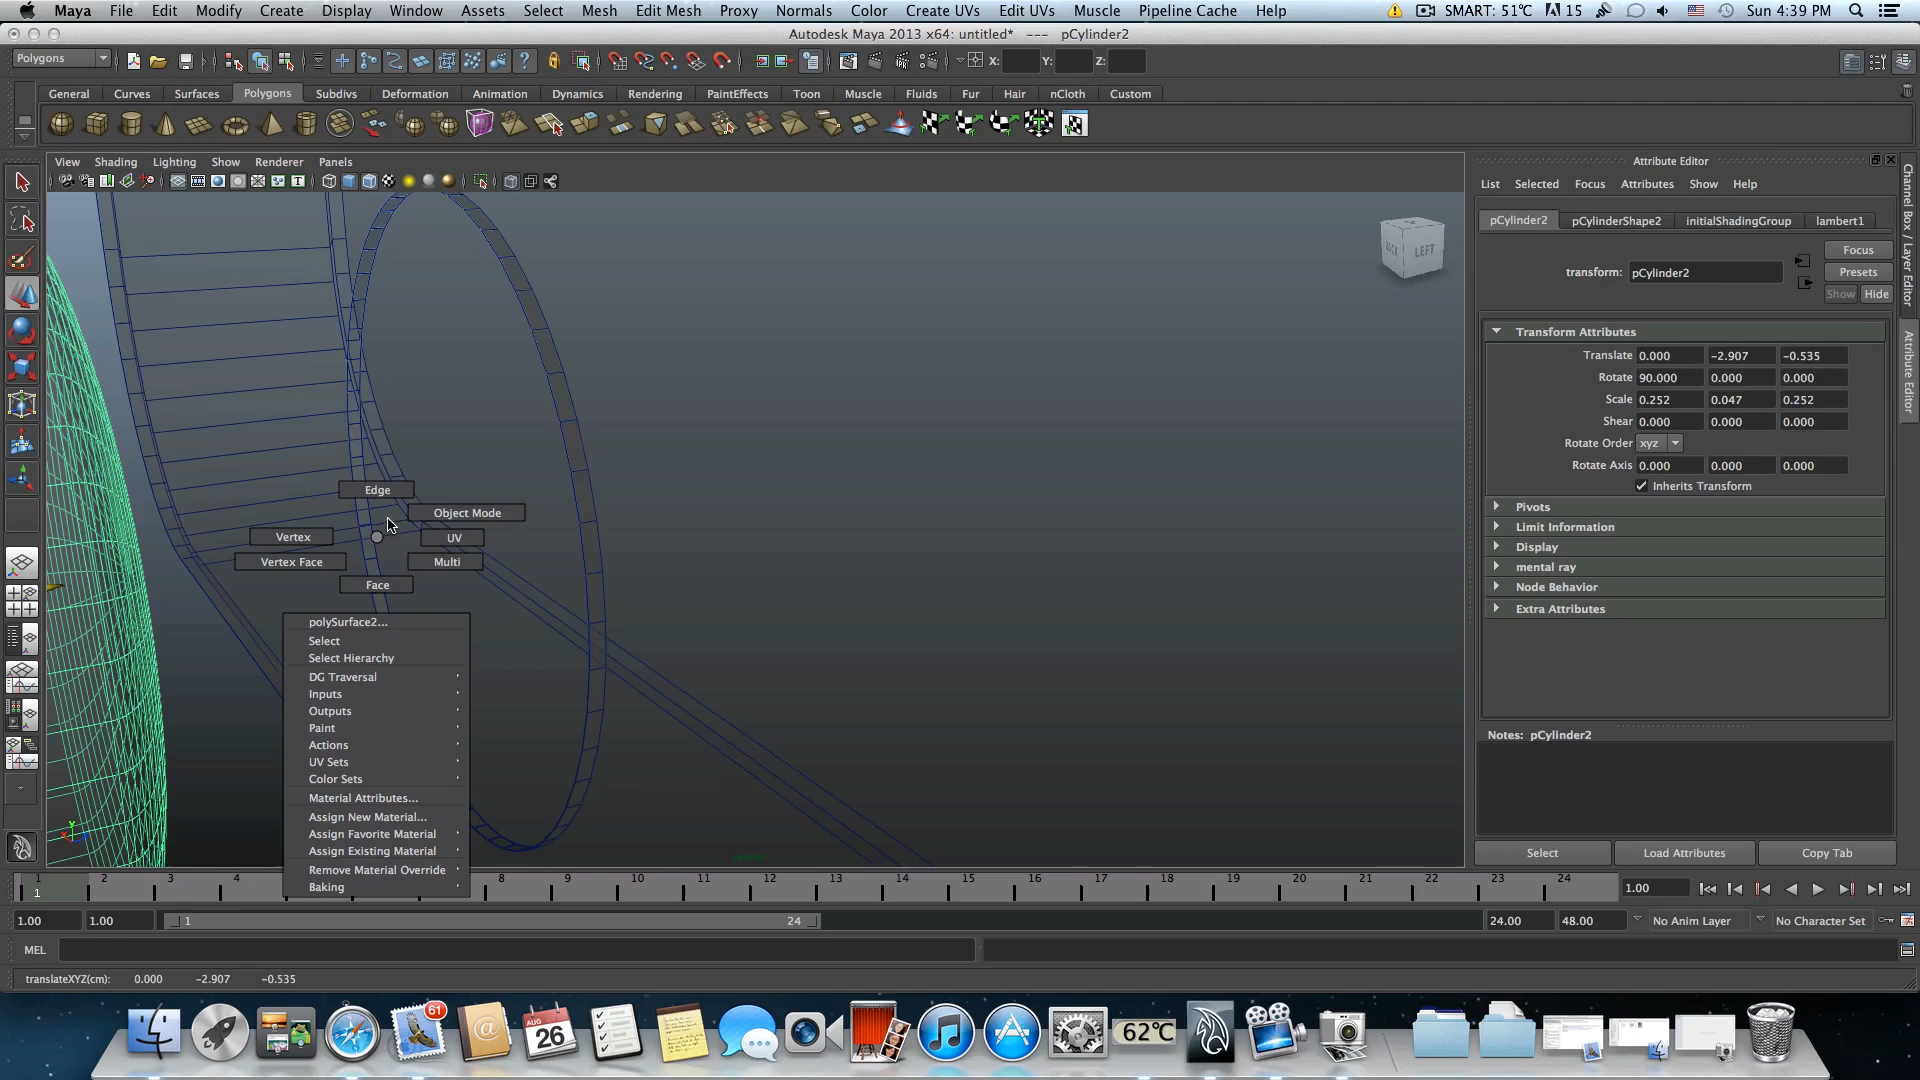 Maya File Edit Modify Create Display Window Assets Select Mesh Edit Mesh Proxy Normals Color Create UVs Edit UVs Muscle Pipeline Cache Help SMART: 51°C 15 Sun 4:39 PM
Autodesk Maya 2013 x64: untitled* --- pCylinder2
Polygons X: Y: Z:
General Curves Surfaces Polygons Subdivs Deformation Animation Dynamics Rendering PaintEffects Toon Muscle Fluids Fur Hair nCloth Custom
View Shading Lighting Show Renderer Panels
Attribute Editor
List Selected Focus Attributes Show Help
pCylinder2 pCylinderShape2 initialShadingGroup lambert1
Focus
transform: pCylinder2 Presets
Show Hide
BACK LEFT
Channel Box / Layer Editor
Attribute Editor
Transform Attributes
Translate 0.000 -2.907 -0.535
Rotate 90.000 0.000 0.000
Scale 0.252 0.047 0.252
Shear 0.000 0.000 0.000
Rotate Order xyz
Rotate Axis 0.000 0.000 0.000
Inherits Transform
Pivots
Limit Information
Display
mental ray
Node Behavior
Extra Attributes
Notes: pCylinder2
Select Load Attributes Copy Tab
Edge
Object Mode
Vertex UV
Vertex Face Multi
Face
polySurface2...
Select
Select Hierarchy
DG Traversal
Inputs
Outputs
Paint
Actions
UV Sets
Color Sets
Material Attributes...
Assign New Material...
Assign Favorite Material
Assign Existing Material
Remove Material Override
Baking
y
x
1 2 3 4 8 9 10 11 12 13 14 15 16 17 18 19 20 21 22 23 24
1 1.00
1.00 1.00 1 24 24.00 48.00 No Anim Layer No Character Set
MEL
translateXYZ(cm): 0.000 -2.907 -0.535
61
AUG
26
62°C